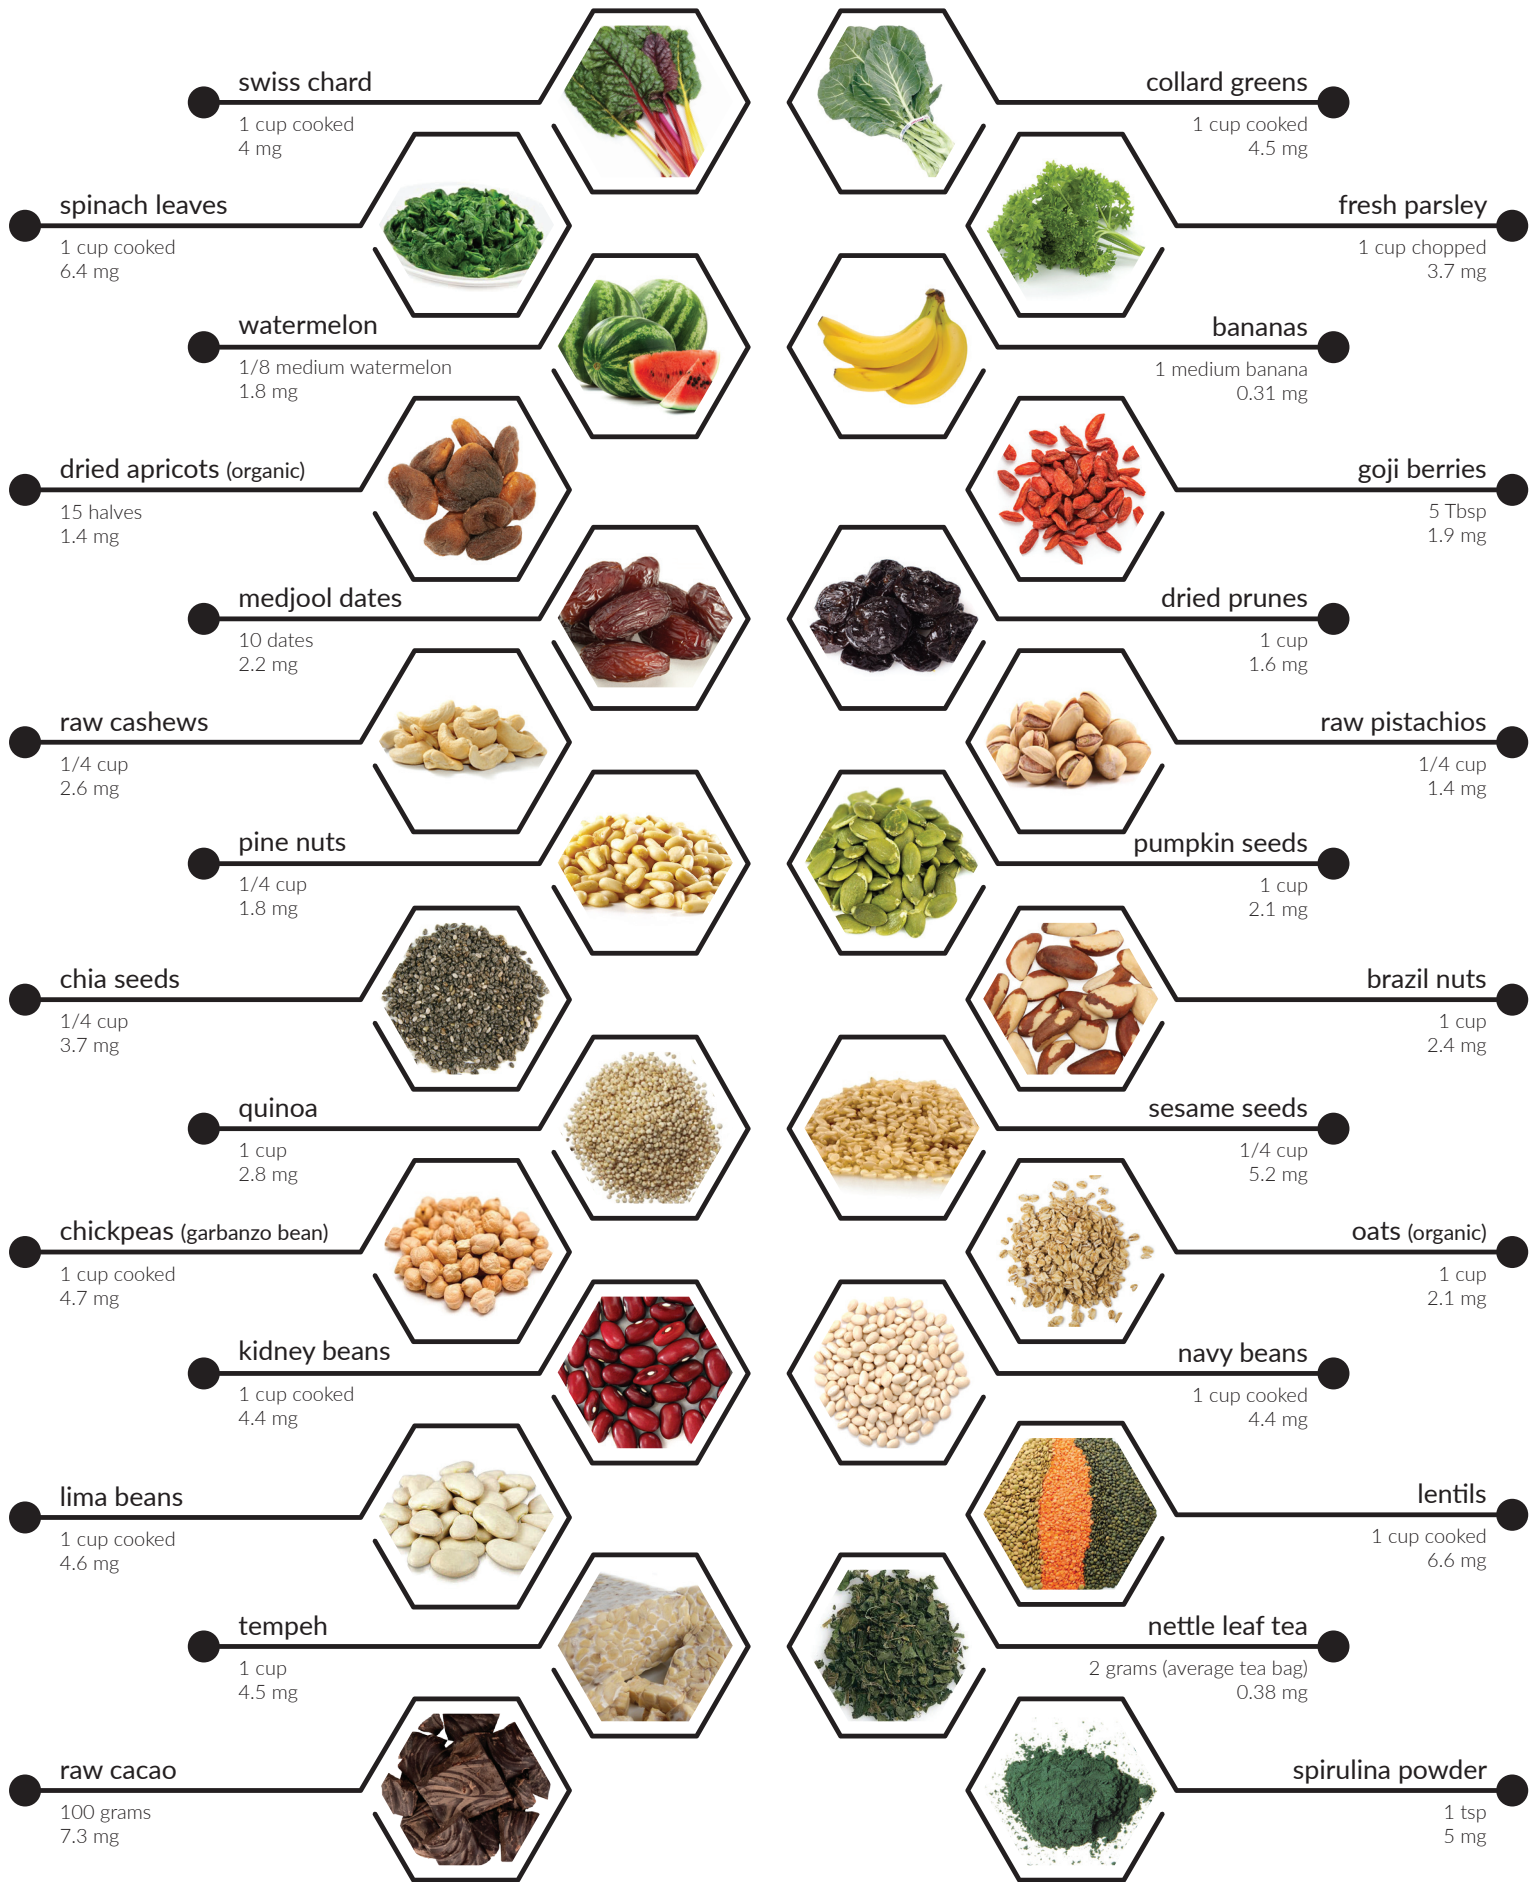 swiss chard
1 cup cooked
4 mg
collard greens
1 cup cooked
4.5 mg
spinach leaves
1 cup cooked
6.4 mg
fresh parsley
1 cup chopped
3.7 mg
watermelon
1/8 medium watermelon
1.8 mg
bananas
1 medium banana
0.31 mg
dried apricots (organic)
15 halves
1.4 mg
goji berries
5 Tbsp
1.9 mg
medjool dates
10 dates
2.2 mg
dried prunes
1 cup
1.6 mg
raw cashews
1/4 cup
2.6 mg
raw pistachios
1/4 cup
1.4 mg
pine nuts
1/4 cup
1.8 mg
pumpkin seeds
1 cup
2.1 mg
chia seeds
1/4 cup
3.7 mg
brazil nuts
1 cup
2.4 mg
quinoa
1 cup
2.8 mg
sesame seeds
1/4 cup
5.2 mg
chickpeas (garbanzo bean)
1 cup cooked
4.7 mg
oats (organic)
1 cup
2.1 mg
kidney beans
1 cup cooked
4.4 mg
navy beans
1 cup cooked
4.4 mg
lima beans
1 cup cooked
4.6 mg
lentils
1 cup cooked
6.6 mg
tempeh
1 cup
4.5 mg
nettle leaf tea
2 grams (average tea bag)
0.38 mg
raw cacao
100 grams
7.3 mg
spirulina powder
1 tsp
5 mg